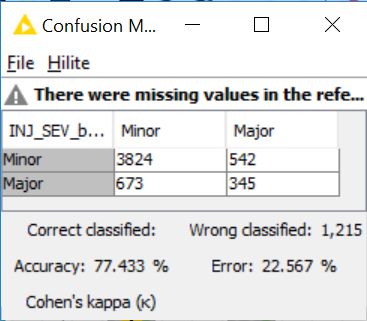 Confusion M...
File Hilite
There were missing values in the refe...
INJ_SEV_b... Minor Major
Minor 3824 542
Major 673 345
Correct classified: Wrong classified: 1,215
Accuracy: 77.433 % Error: 22.567 %
Cohen's kappa (κ)